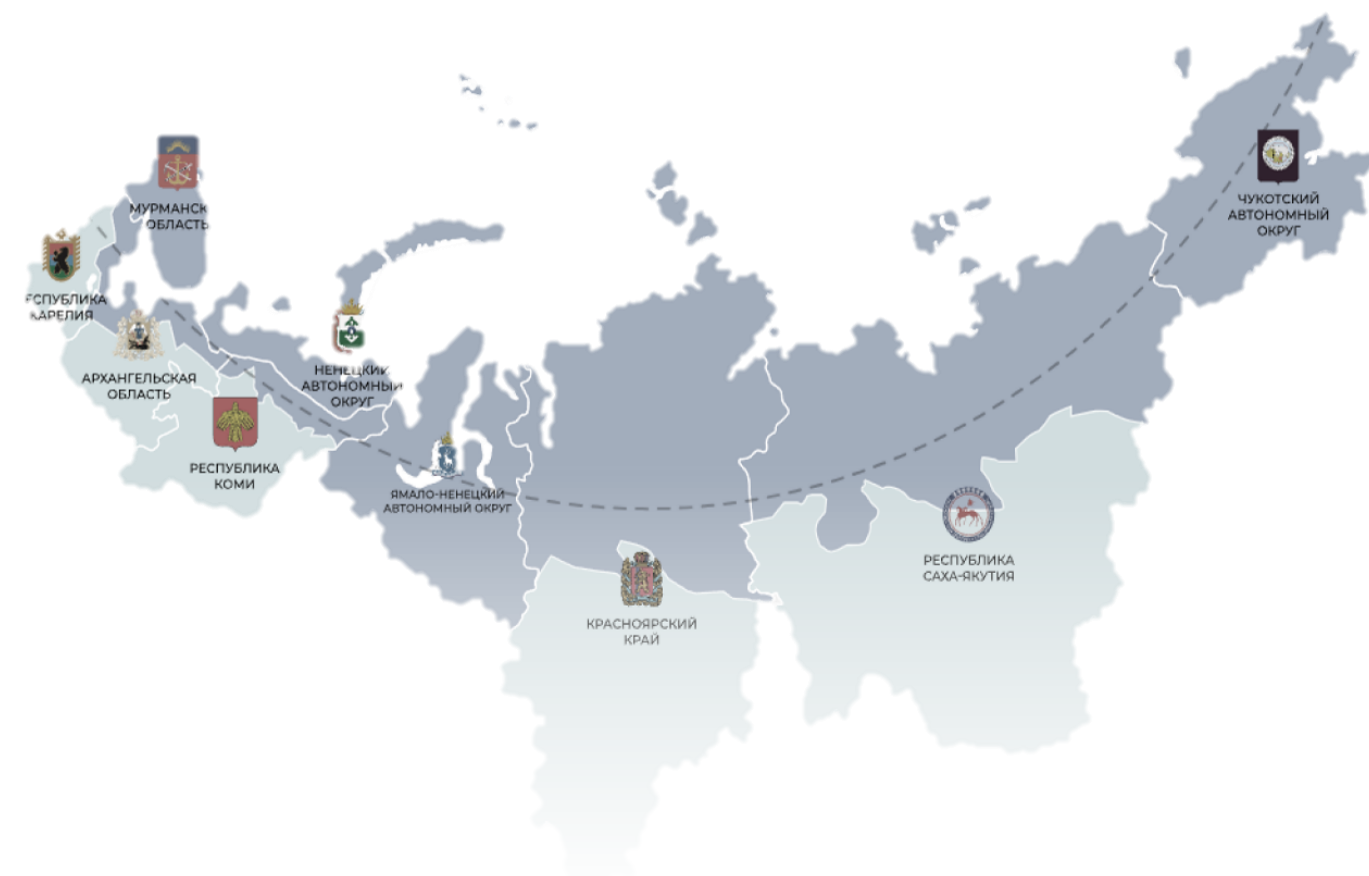 МУРМАНСК
ОБЛАСТЬ
ЧУКОТСКИЙ
АВТОНОМНЫЙ
ОКРУГ
ЕСПУБЛИКА
КАРЕЛИЯ
НЕНЕЦКИЙ
АВТОНОМНЫЙ
ОКРУГ
АРХАНГЕЛЬСКАЯ
ОБЛАСТЬ
РЕСПУБЛИКА
КОМИ
ЯМАЛО-НЕНЕЦКИЙ
АВТОНОМНЫЙ ОКРУГ
РЕСПУБЛИКА
САХА-ЯКУТИЯ
КРАСНОЯРСКИЙ
КРАЙ